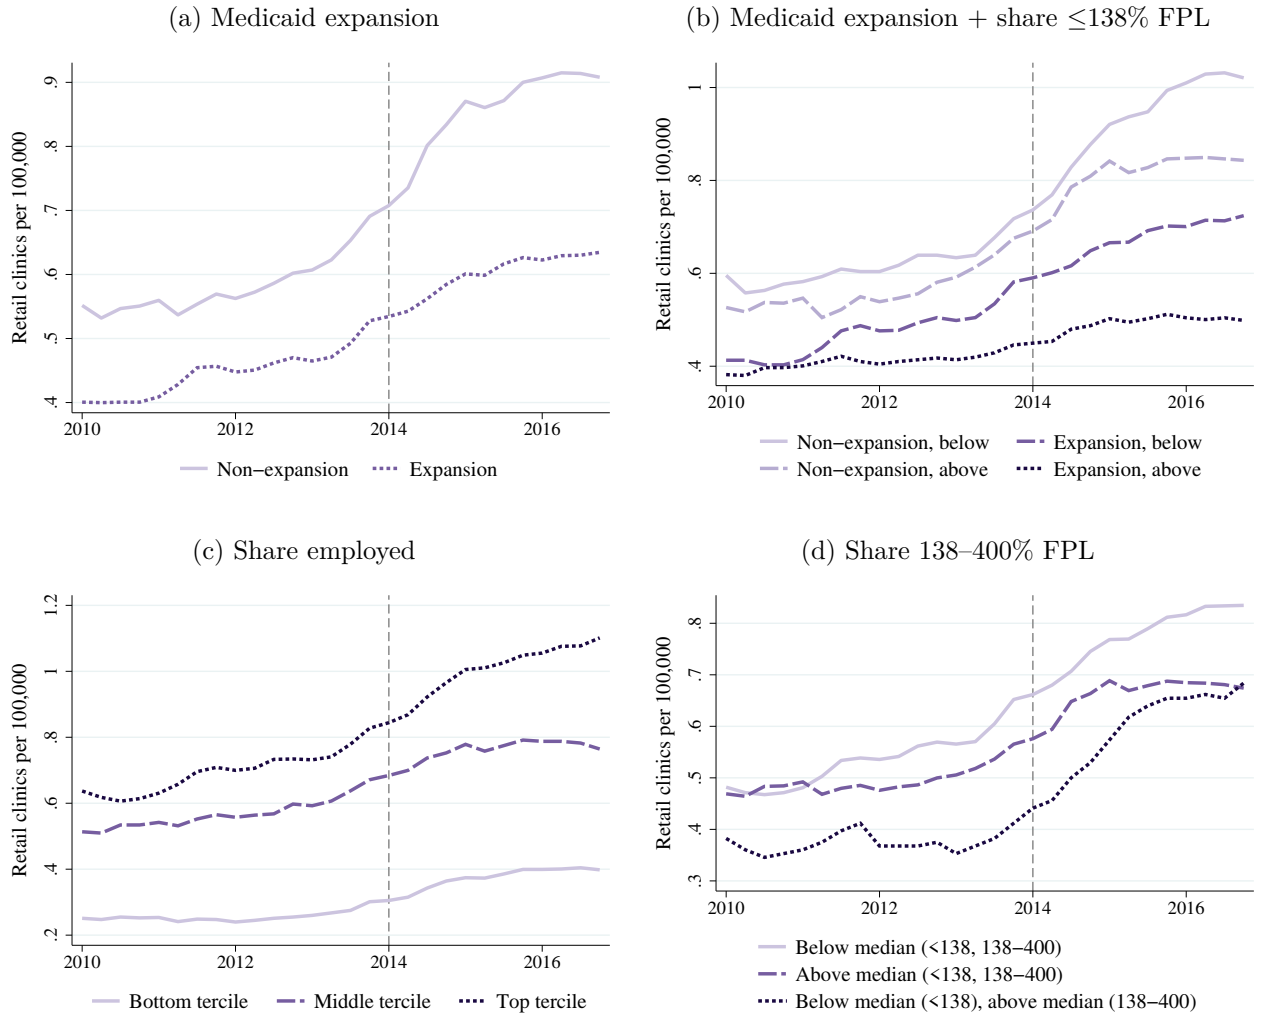 (a) Medicaid expansion
Retail clinics per 100,000
.9
.8
.7
.6
.5
.4
2010 2012 2014 2016
Non−expansion Expansion
(b) Medicaid expansion + share ≤138% FPL
Retail clinics per 100,000
1
.8
.6
.4
2010 2012 2014 2016
Non−expansion, below Expansion, below
Non−expansion, above Expansion, above
(c) Share employed
Retail clinics per 100,000
1.2
1
.8
.6
.4
.2
2010 2012 2014 2016
Bottom tercile Middle tercile Top tercile
(d) Share 138–400% FPL
Retail clinics per 100,000
.8
.7
.6
.5
.4
.3
2010 2012 2014 2016
Below median (<138, 138−400)
Above median (<138, 138−400)
Below median (<138), above median (138−400)